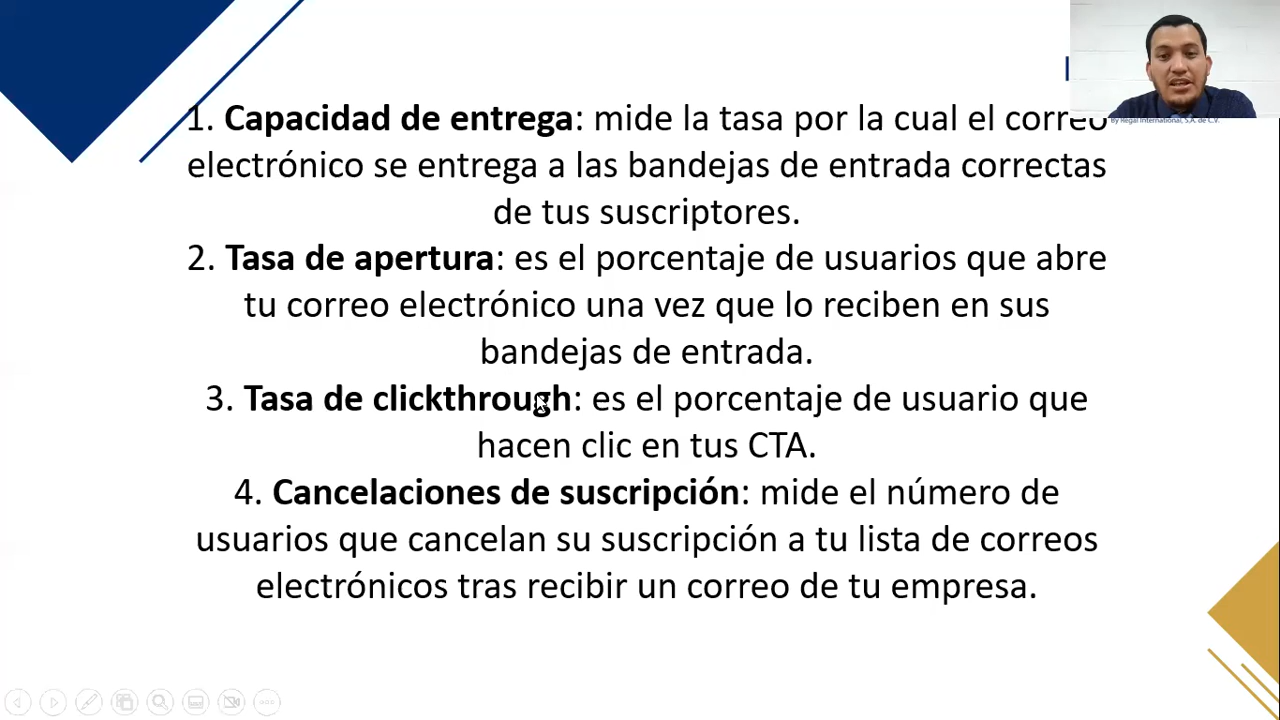 1. Capacidad de entrega: mide la tasa por la cual el correo
By Regal International, S.A. de C.V.
electrónico se entrega a las bandejas de entrada correctas
de tus suscriptores.
2. Tasa de apertura: es el porcentaje de usuarios que abre
tu correo electrónico una vez que lo reciben en sus
bandejas de entrada.
3. Tasa de clickthrough: es el porcentaje de usuario que
hacen clic en tus CTA.
4. Cancelaciones de suscripción: mide el número de
usuarios que cancelan su suscripción a tu lista de correos
electrónicos tras recibir un correo de tu empresa.